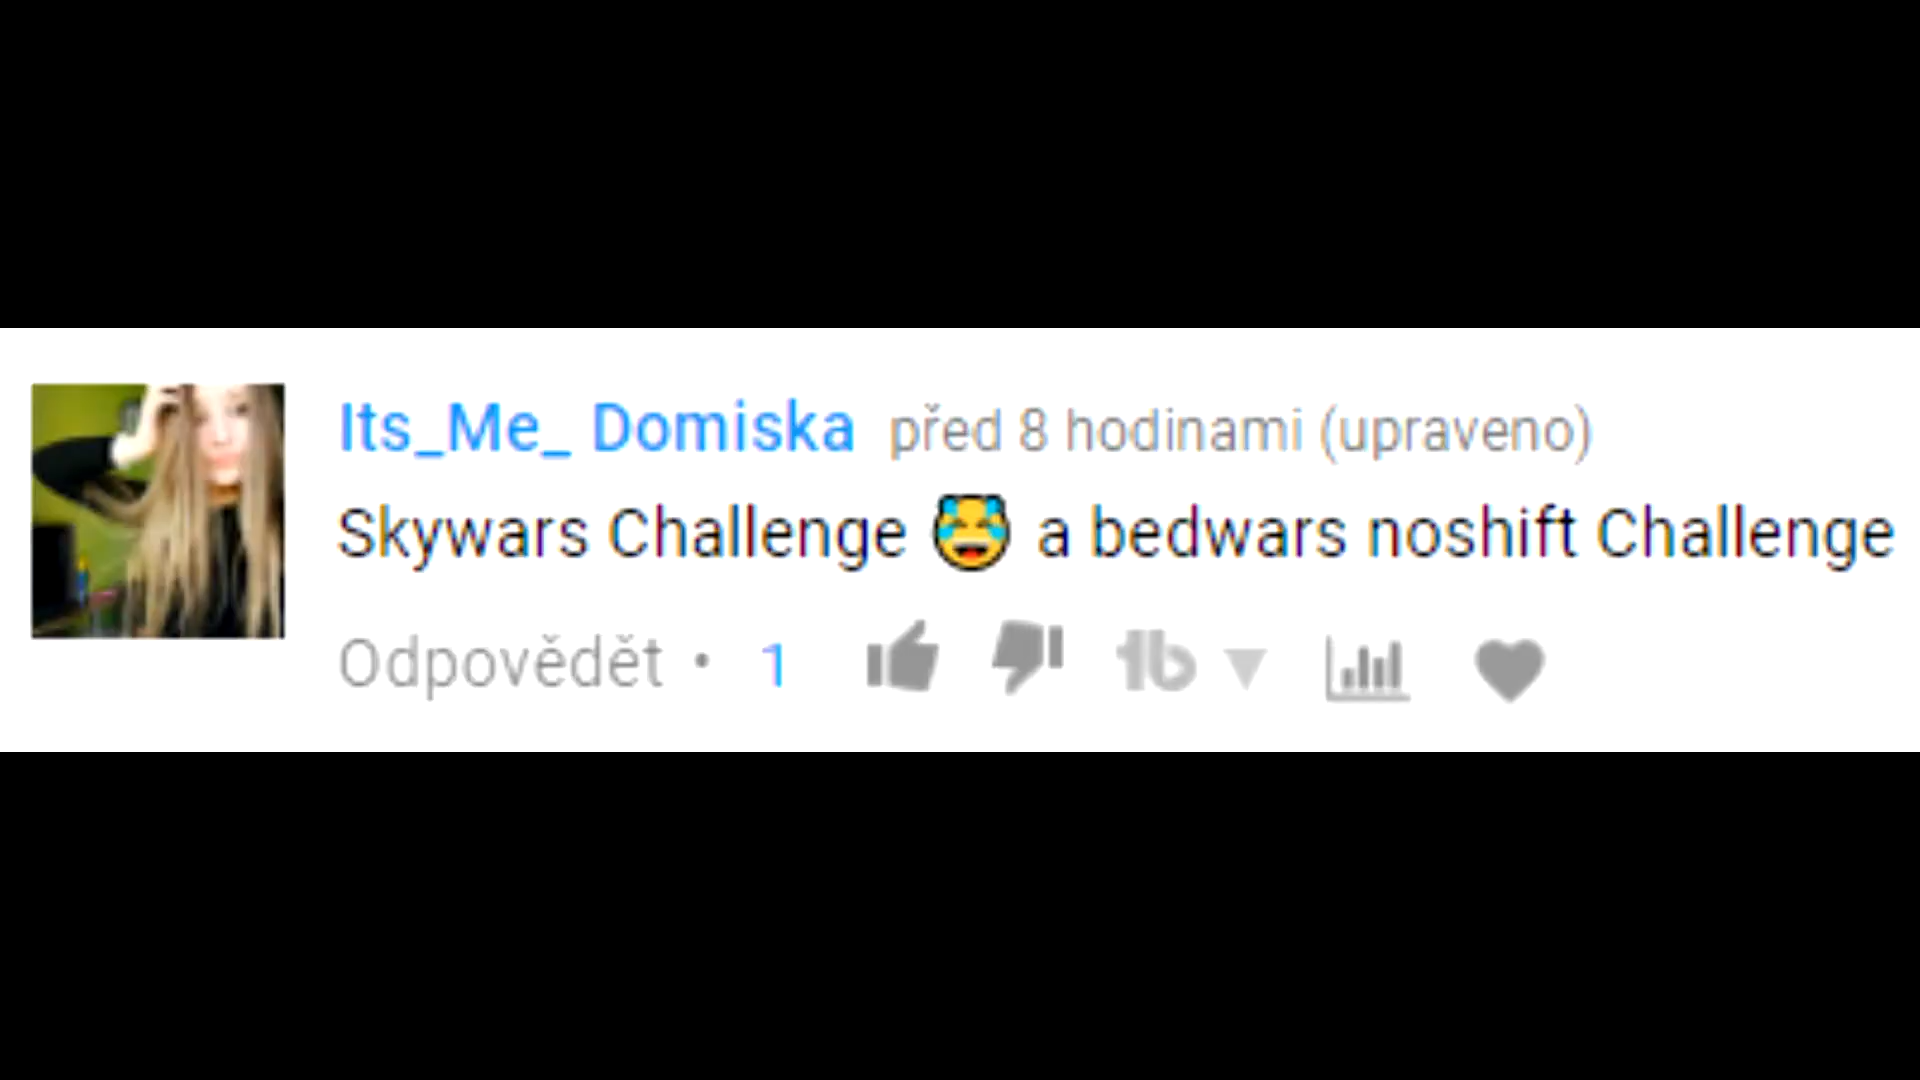 Its_Me_ Domiska před 8 hodinami (upraveno)
Skywars Challenge 😂 a bedwars noshift Challenge
Odpovědět • 1